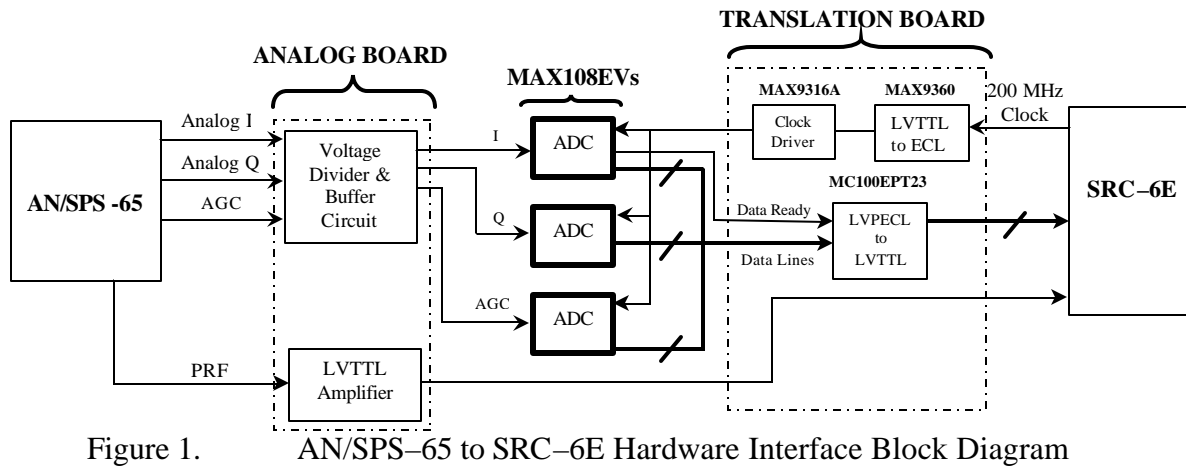 TRANSLATION BOARD
ANALOG BOARD
MAX108EVs
MAX9316A
MAX9360
200 MHz
Clock
AN/SPS -65
Analog I
Analog Q
AGC
Voltage
Divider &
Buffer
Circuit
I
Q
AGC
ADC
ADC
ADC
Clock
Driver
LVTTL
to ECL
MC100EPT23
Data Ready
Data Lines
LVPECL
to
LVTTL
SRC–6E
PRF
LVTTL
Amplifier
Figure 1. AN/SPS–65 to SRC–6E Hardware Interface Block Diagram